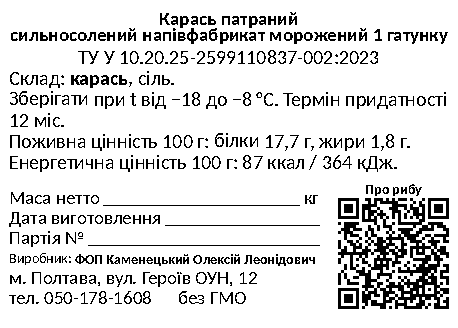 Карась патраний
сильносолений напівфабрикат морожений 1 гатунку
ТУ У 10.20.25-2599110837-002:2023
Склад: карась, сіль.
Зберігати при t від −18 до −8 °С. Термін придатності
12 міс.
Поживна цінність 100 г: білки 17,7 г, жири 1,8 г.
Енергетична цінність 100 г: 87 ккал / 364 кДж.
Маса нетто ____________________ кг
Дата виготовлення _______________
Партія № _______________________
Виробник: ФОП Каменецький Олексій Леонідович
м. Полтава, вул. Героїв ОУН, 12
тел. 050-178-1608 без ГМО
Про рибу